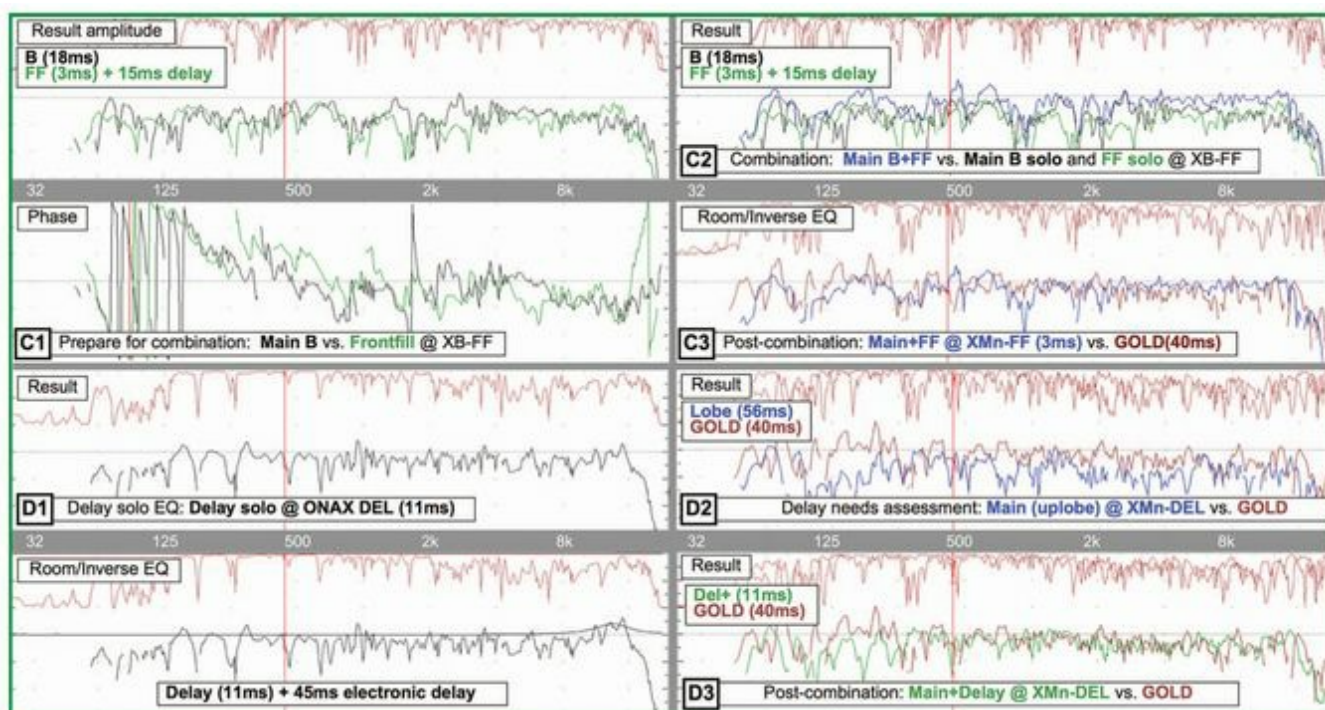 Result amplitude
B (18ms)
FF (3ms) + 15ms delay
32 125 500 2k 8k
Phase
C1 Prepare for combination: Main B vs. Frontfill @ XB-FF
Result
B (18ms)
FF (3ms) + 15ms delay
C2 Combination: Main B+FF vs. Main B solo and FF solo @ XB-FF
32 125 500 2k 8k
Room/Inverse EQ
C3 Post-combination: Main+FF @ XMn-FF (3ms) vs. GOLD(40ms)
Result
D1 Delay solo EQ: Delay solo @ ONAX DEL (11ms)
32 125 500 2k 8k
Room/Inverse EQ
Delay (11ms) + 45ms electronic delay
Result
Lobe (56ms)
GOLD (40ms)
D2 Delay needs assessment: Main (uplobe) @ XMn-DEL vs. GOLD
32 125 500 2k 8k
Result
Del+ (11ms)
GOLD (40ms)
D3 Post-combination: Main+Delay @ XMn-DEL vs. GOLD